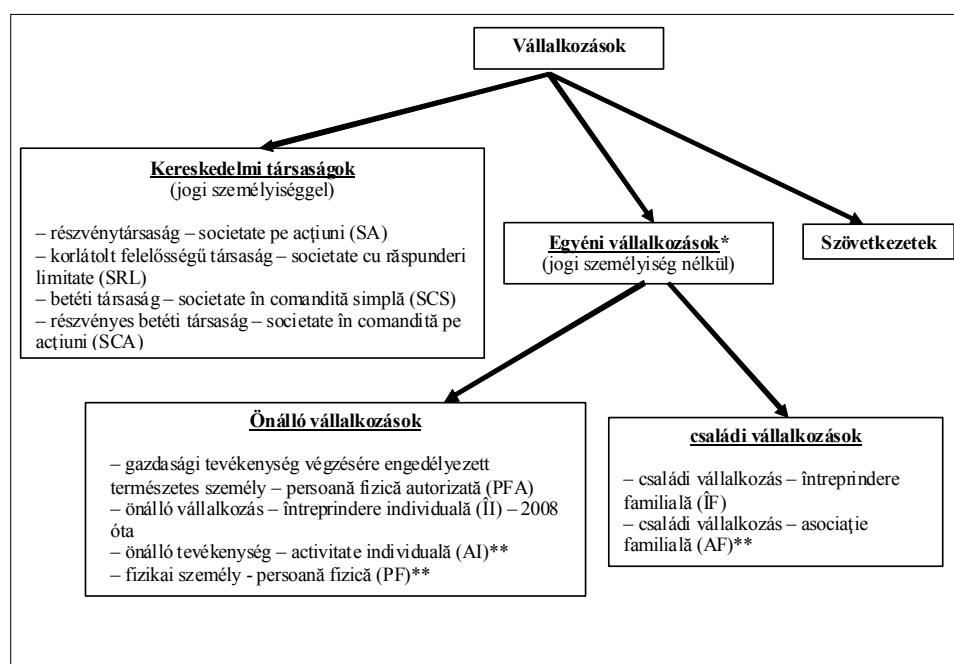 Vállalkozások
Kereskedelmi társaságok
(jogi személyiséggel)
– részvénytársaság – societate pe acţiuni (SA)
– korlátolt felelősségű társaság – societate cu răspunderi
limitate (SRL)
– betéti társaság – societate în comandită simplă (SCS)
– részvényes betéti társaság – societate în comandită pe
acţiuni (SCA)
Egyéni vállalkozások*
(jogi személyiség nélkül)
Szövetkezetek
Önálló vállalkozások
– gazdasági tevékenység végzésére engedélyezett
természetes személy – persoană fizică autorizată (PFA)
– önálló vállalkozás – întreprindere individuală (ÎI) – 2008
óta
– önálló tevékenység – activitate individuală (AI)**
– fizikai személy - persoană fizică (PF)**
családi vállalkozások
– családi vállalkozás – întreprindere
familială (ÎF)
– családi vállalkozás – asociaţie
familială (AF)**